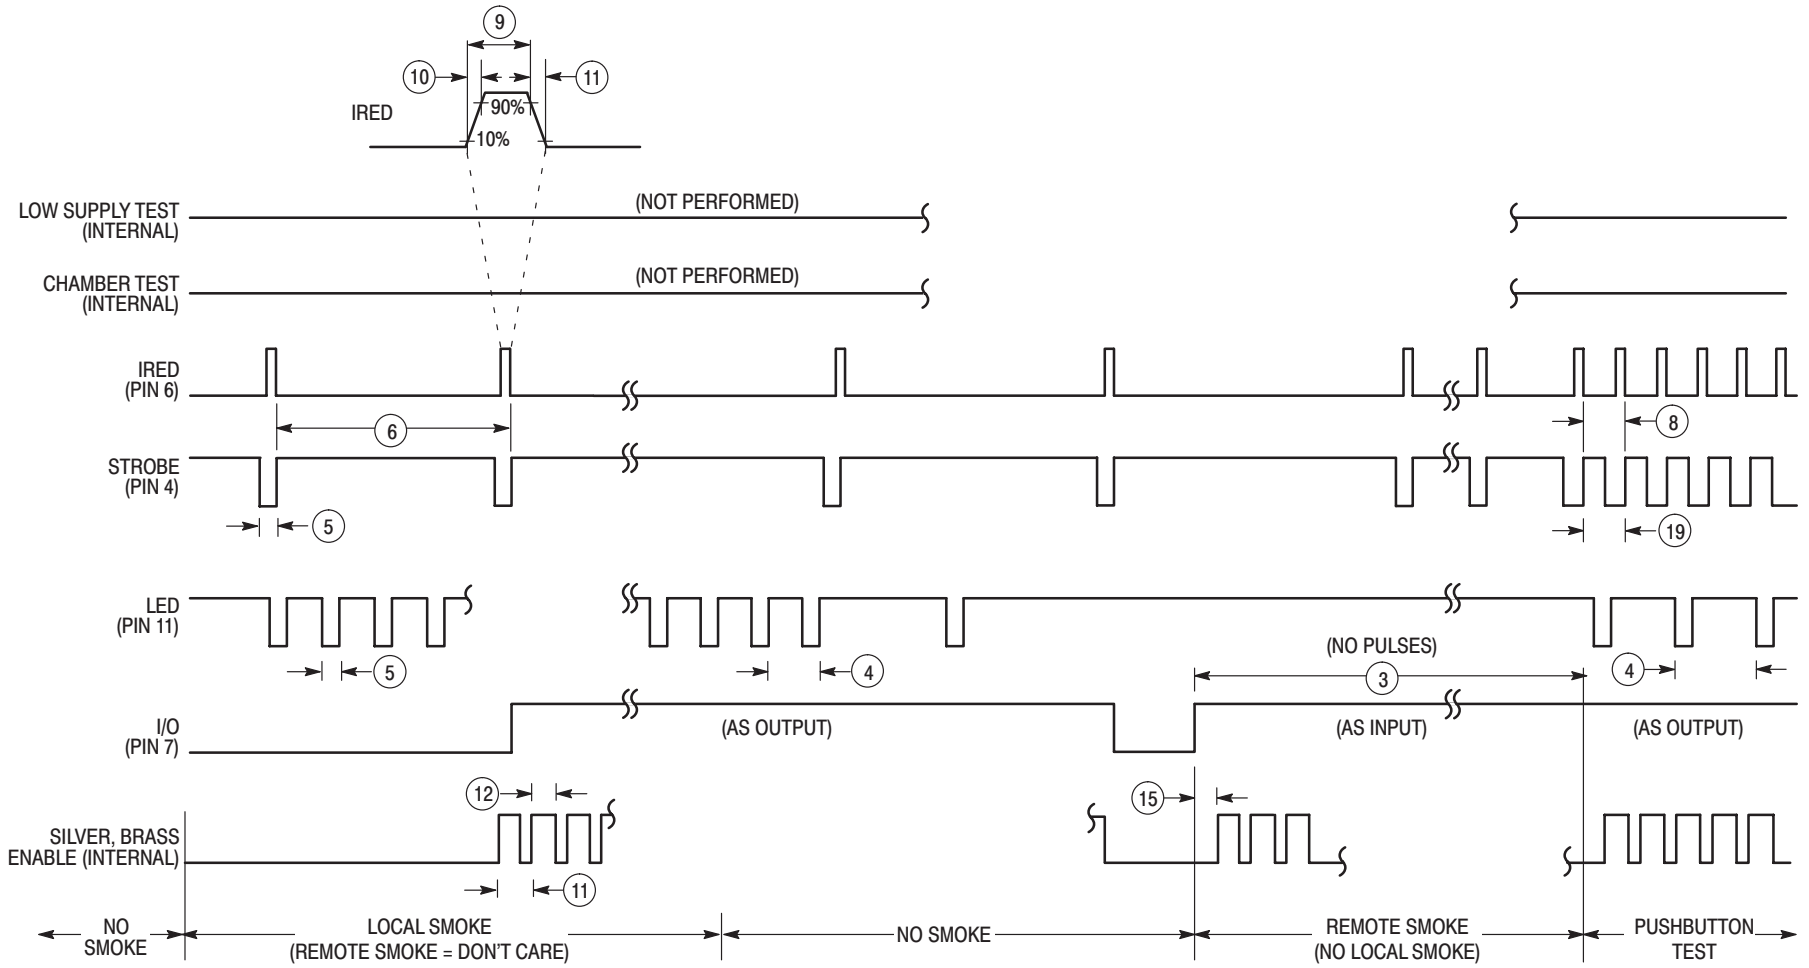 9
10
11
IRED
90%
10%
LOW SUPPLY TEST
(INTERNAL)
(NOT PERFORMED)
CHAMBER TEST
(INTERNAL)
(NOT PERFORMED)
IRED
(PIN 6)
6
8
STROBE
(PIN 4)
5
19
LED
(PIN 11)
5
4
(NO PULSES)
3
4
I/O
(PIN 7)
(AS OUTPUT)
(AS INPUT)
(AS OUTPUT)
12
15
SILVER, BRASS
ENABLE (INTERNAL)
11
NO
SMOKE
LOCAL SMOKE
(REMOTE SMOKE = DON'T CARE)
NO SMOKE
REMOTE SMOKE
(NO LOCAL SMOKE)
PUSHBUTTON
TEST